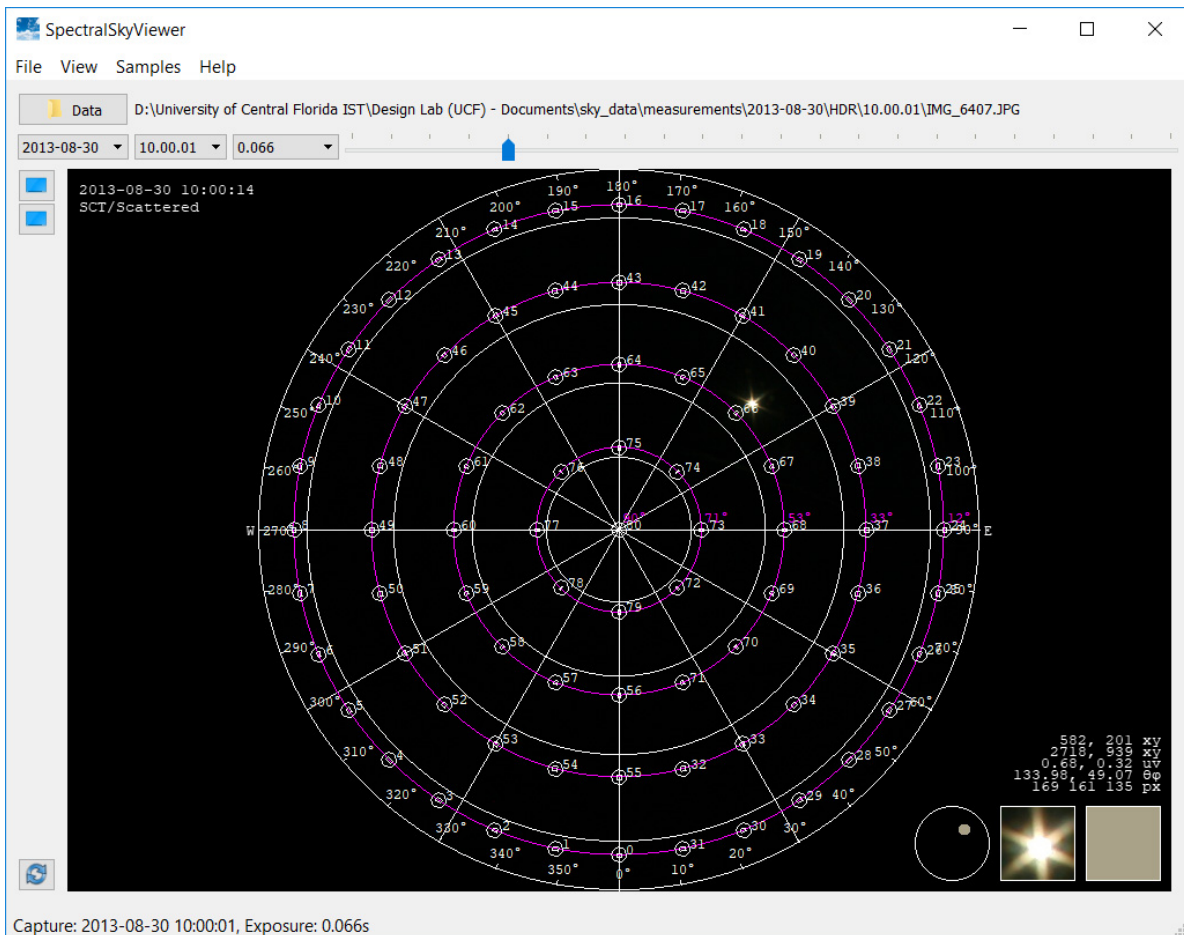 SpectralSkyViewer
File View Samples Help
Data D:\University of Central Florida IST\Design Lab (UCF) - Documents\sky_data\measurements\2013-08-30\HDR\10.00.01\IMG_6407.JPG
2013-08-30 10.00.01 0.066
2013-08-30 10:00:14
SCT/Scattered
190° 180° 170°
200° 15 16 17 160°
210° 14 18 150°
220° 13 19 140°
230° 12 44 43 42 20 130°
240° 11 45 41 21 120°
46 40
64
250° 10 47 63 65 39 22 110°
62 66
75
260° 9 48 61 76 74 67 38 23 100°
71° 53° 33° 12°
W 270° 8 49 60 77 80 73 68 37 24 90° E
280° 7 50 59 78 72 69 36 25 80°
79
290° 6 51 58 70 35 26 70°
57 56 71
300° 5 52 34 27 60°
53 33
310° 4 54 55 32 28 50°
320° 3 29 40°
330° 2 30 30°
340° 1 0 31 20°
350° 0° 10°
582, 201 xy
2718, 939 xy
0.68, 0.32 uv
133.98, 49.07 θφ
169 161 135 px
Capture: 2013-08-30 10:00:01, Exposure: 0.066s